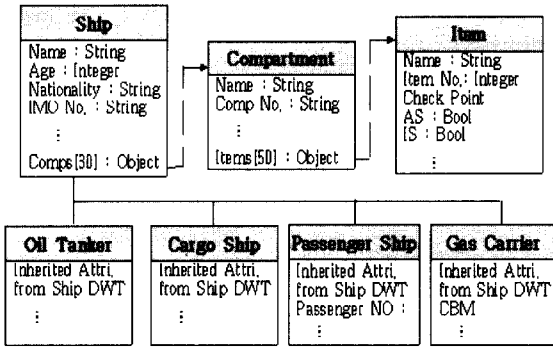 Ship
Name : String
Age : Integer
Nationality : String
IMO No, : String
⋮
Comps[30] : Object
Compartment
Name : String
Comp No, : String
⋮
Items[50] : Object
Item
Name : String
Item No, : Integer
Check Point
AS : Bool
IS : Bool
⋮
Oil Tanker
Inherited Attri,
from Ship DWT
⋮
Cargo Ship
Inherited Attri,
from Ship DWT
⋮
Passenger Ship
Inherited Attri,
from Ship DWT
Passenger NO :
⋮
Gas Carrier
Inherited Attri,
from Ship DWT
CBM
⋮